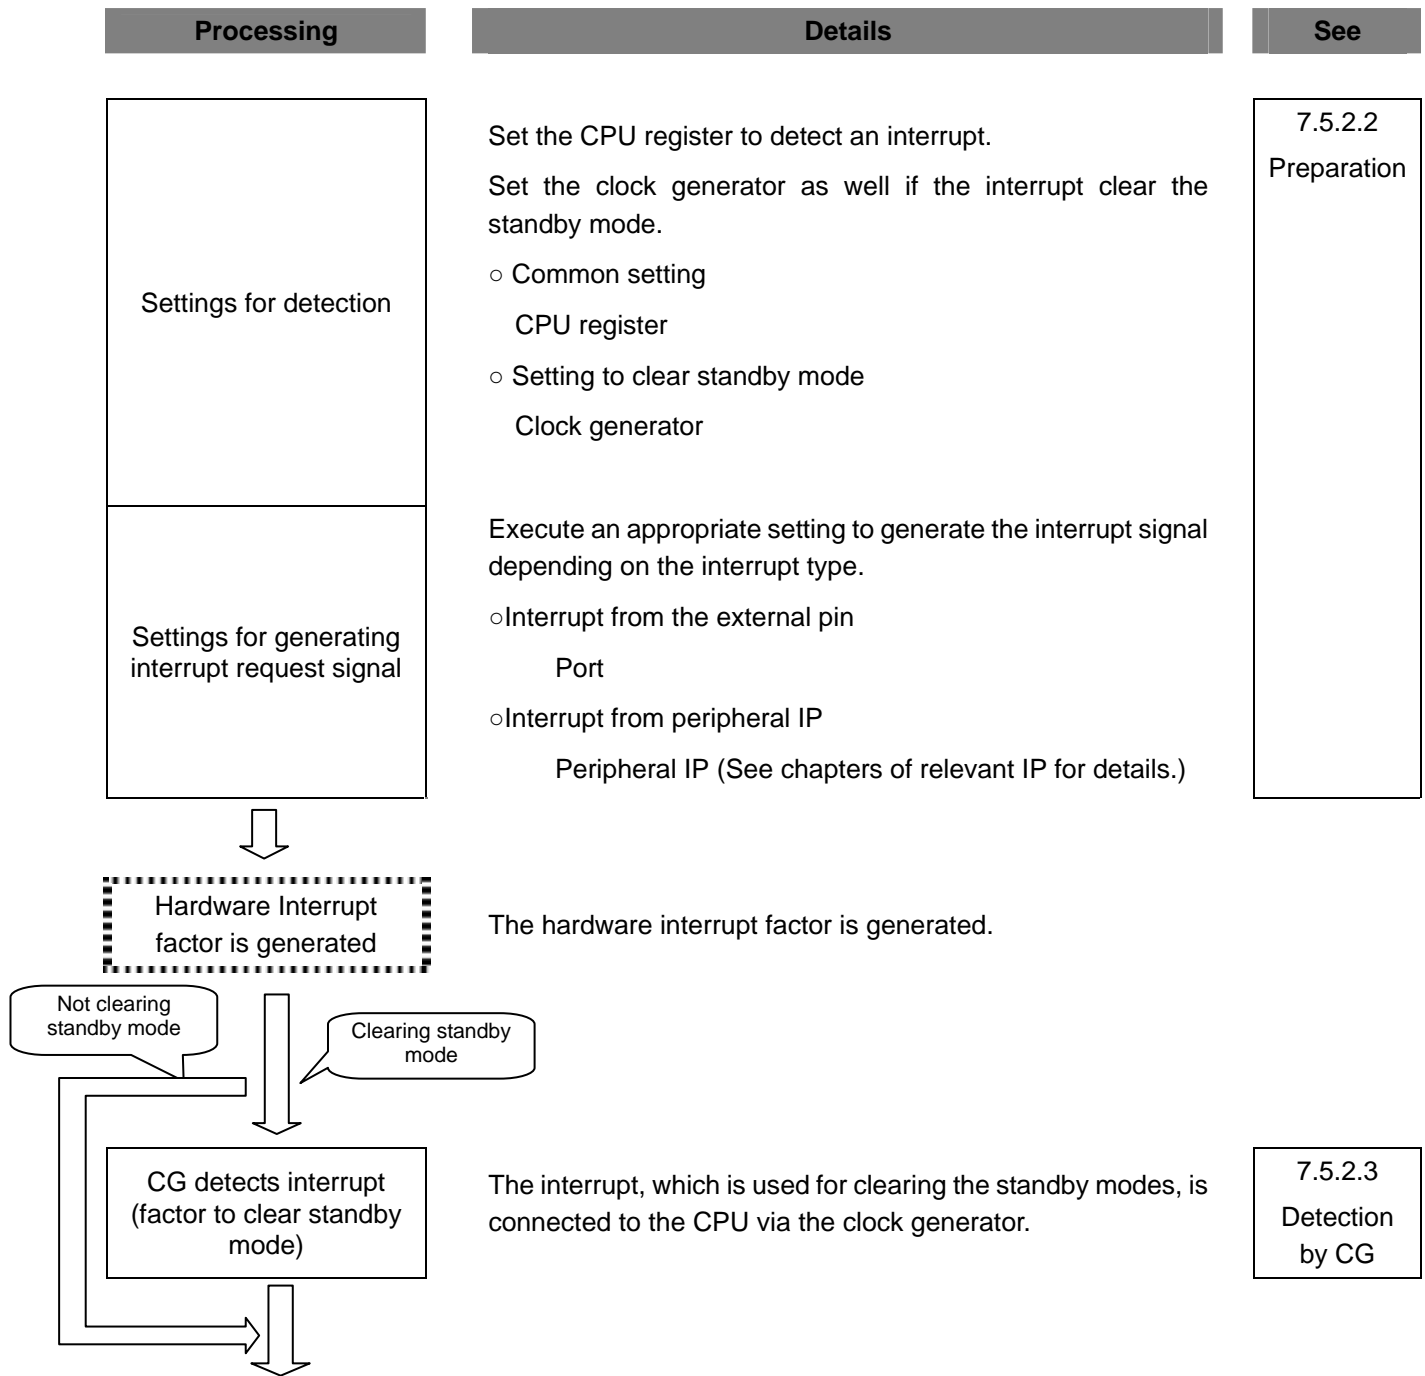 Processing
Details
See
Settings for detection
Set the CPU register to detect an interrupt.
Set the clock generator as well if the interrupt clear the
standby mode.
○ Common setting
CPU register
○ Setting to clear standby mode
Clock generator
7.5.2.2
Preparation
Settings for generating
interrupt request signal
Execute an appropriate setting to generate the interrupt signal
depending on the interrupt type.
○Interrupt from the external pin
Port
○Interrupt from peripheral IP
Peripheral IP (See chapters of relevant IP for details.)
Hardware Interrupt
factor is generated
The hardware interrupt factor is generated.
Not clearing
standby mode
Clearing standby
mode
CG detects interrupt
(factor to clear standby
mode)
The interrupt, which is used for clearing the standby modes, is
connected to the CPU via the clock generator.
7.5.2.3
Detection
by CG